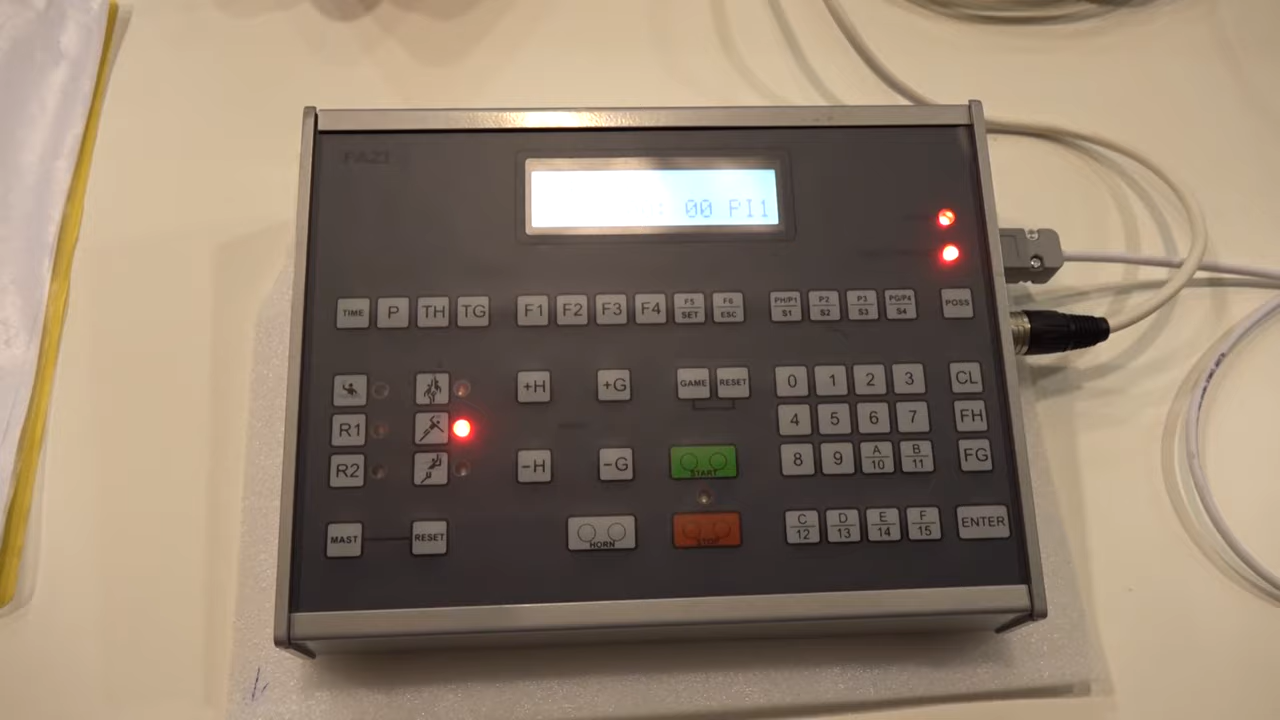 FAZI
: 00 PI1
TIME P TH TG F1 F2 F3 F4 F5 SET F6 ESC PH/P1 S1 P2 S2 P3 S3 PG/P4 S4 POSS
+H +G GAME RESET 0 1 2 3 CL
R1 4 5 6 7 FH
R2 -H -G START 8 9 A 10 B 11 FG
MAST RESET HORN STOP C 12 D 13 E 14 F 15 ENTER